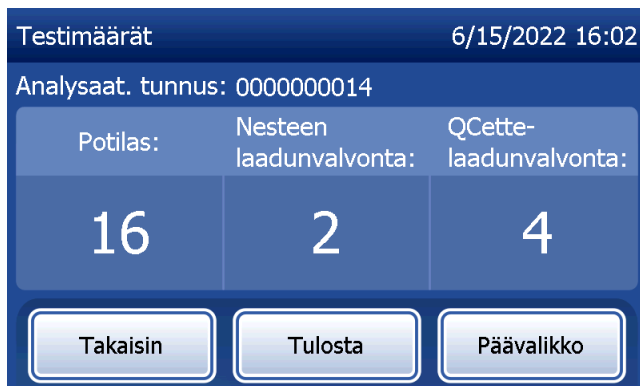 Testimäärät 6/15/2022 16:02
Analysaat. tunnus: 0000000014
Potilas:
Nesteen
laadunvalvonta:
QCette-
laadunvalvonta:
16 2 4
Takaisin Tulosta Päävalikko